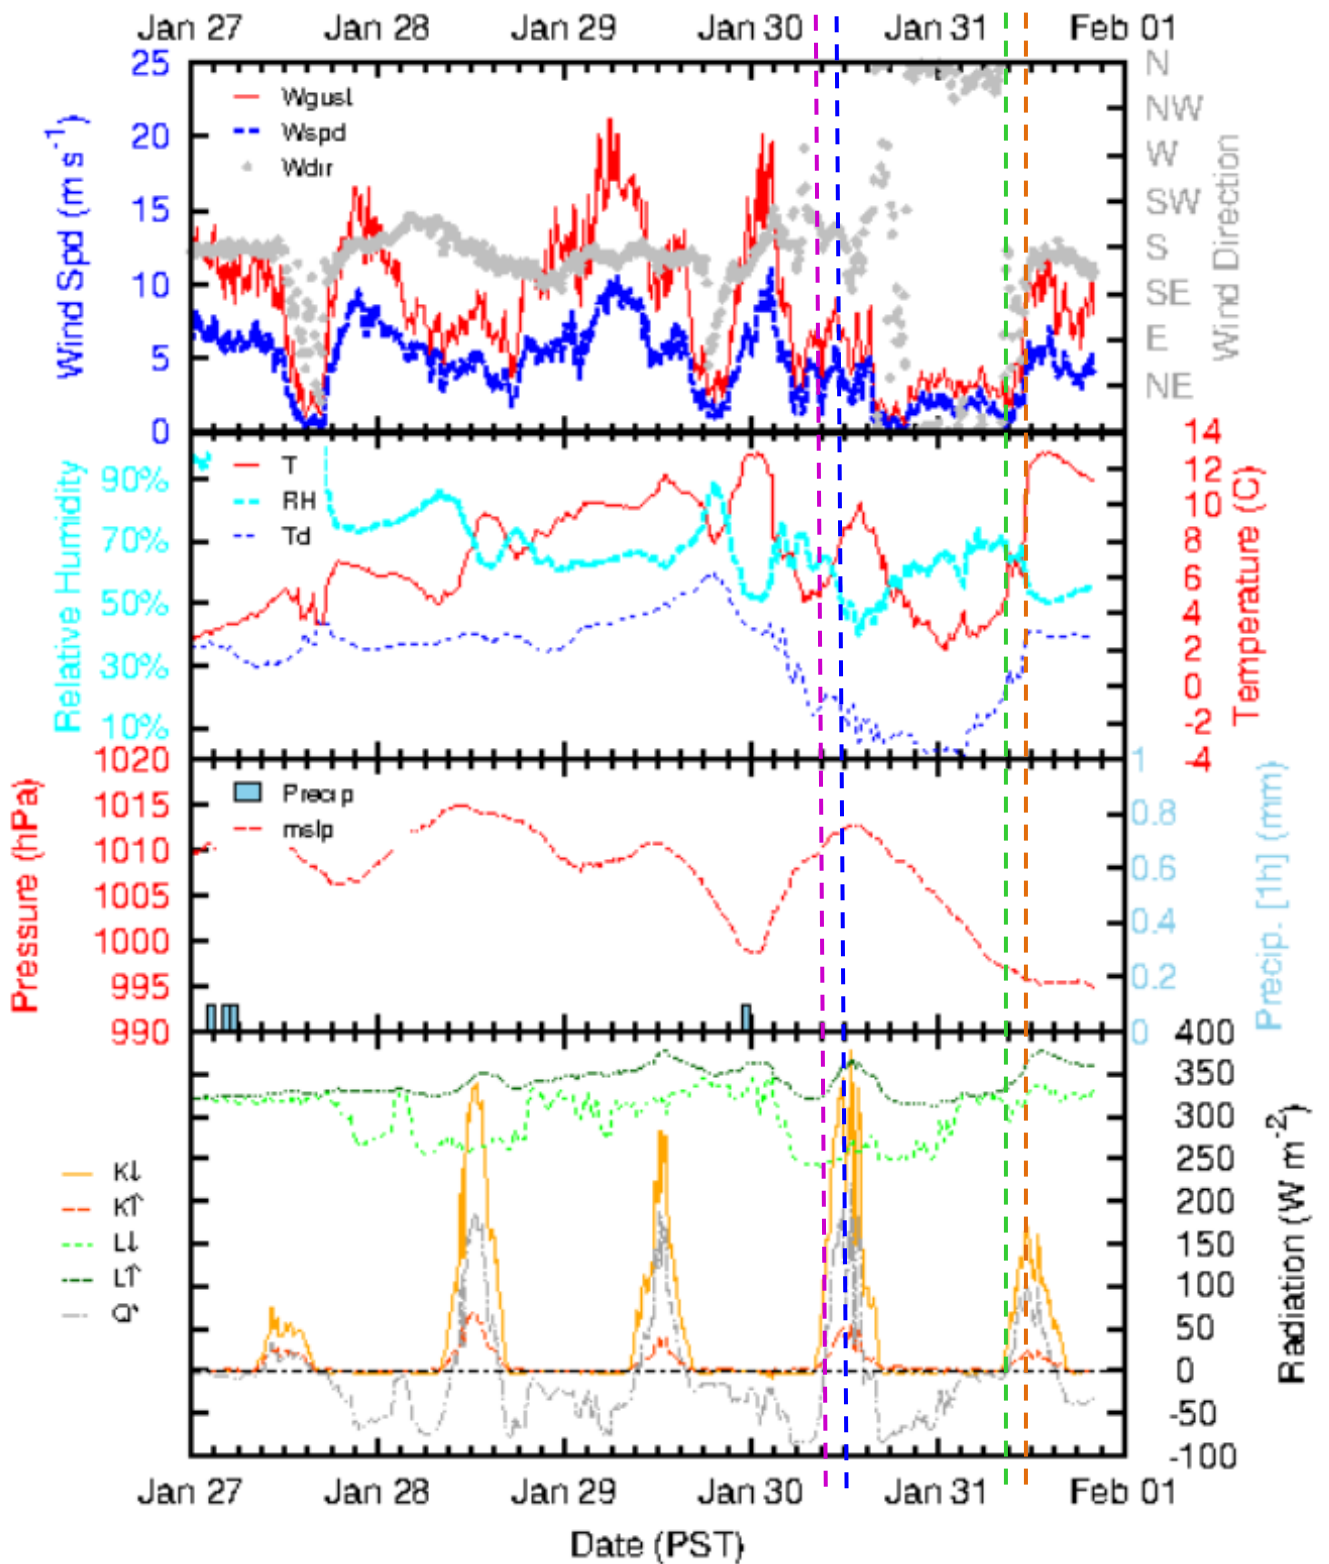 Jan 27 Jan 28 Jan 29 Jan 30 Jan 31 Feb 01
25
20
15
10
5
0
Wind Spd (m s-1)
Wgust
Wspd
Wdir
N
NW
W
SW
S
SE
E
NE
Wind Direction
90%
70%
50%
30%
10%
Relative Humidity
T
RH
Td
14
12
10
8
6
4
2
0
-2
-4
Temperature (C)
1020
1015
1010
1005
1000
995
990
Pressure (hPa)
Precip
mslp
1
0.8
0.6
0.4
0.2
0
Precip. [1h] (mm)
K↓
K↑
L↓
L↑
Q*
400
350
300
250
200
150
100
50
0
-50
-100
Radiation (W m-2)
Jan 27 Jan 28 Jan 29 Jan 30 Jan 31 Feb 01
Date (PST)